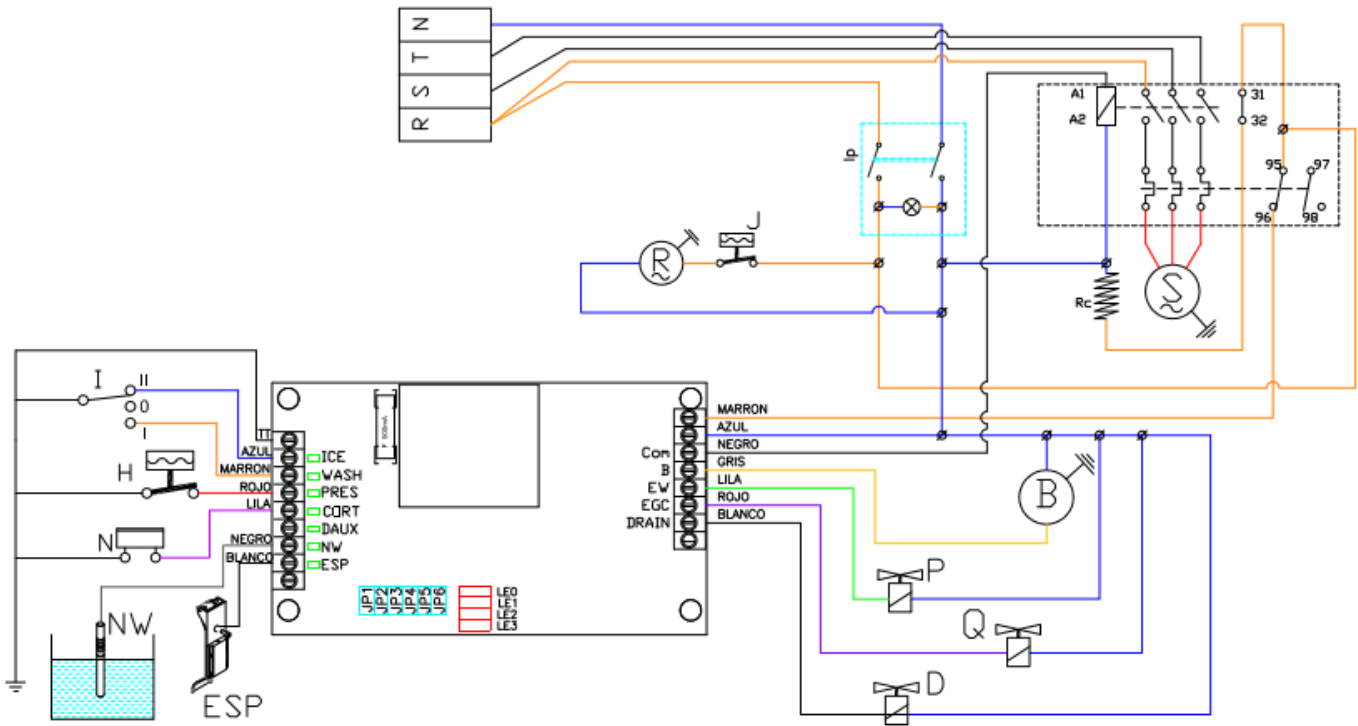 N
T
S
R
A1
A2
31
32
95
97
96
98
Ip
J
R
~
Rc
S
~
I
II
0
I
H
N
TT
AZUL
MARRON
ROJO
LILA
NEGRO
BLANCO
ICE
WASH
PRES
CORT
DAUX
NW
ESP
JP1
JP2
JP3
JP4
JP5
JP6
LE0
LE1
LE2
LE3
MARRON
AZUL
NEGRO
GRIS
LILA
ROJO
BLANCO
Com
B
EW
EGC
DRAIN
B
P
Q
D
NW
ESP